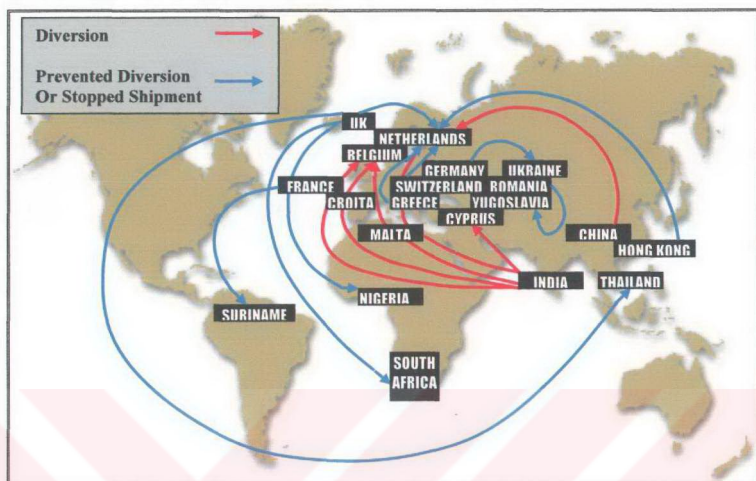 Diversion
Prevented Diversion
Or Stopped Shipment
UK
NETHERLANDS
BELGIUM
GERMANY
UKRAINE
FRANCE
SWITZERLAND
ROMANIA
CROITA
GREECE
YUGOSLAVIA
CYPRUS
MALTA
CHINA
HONG KONG
INDIA
THAILAND
NIGERIA
SURINAME
SOUTH
AFRICA